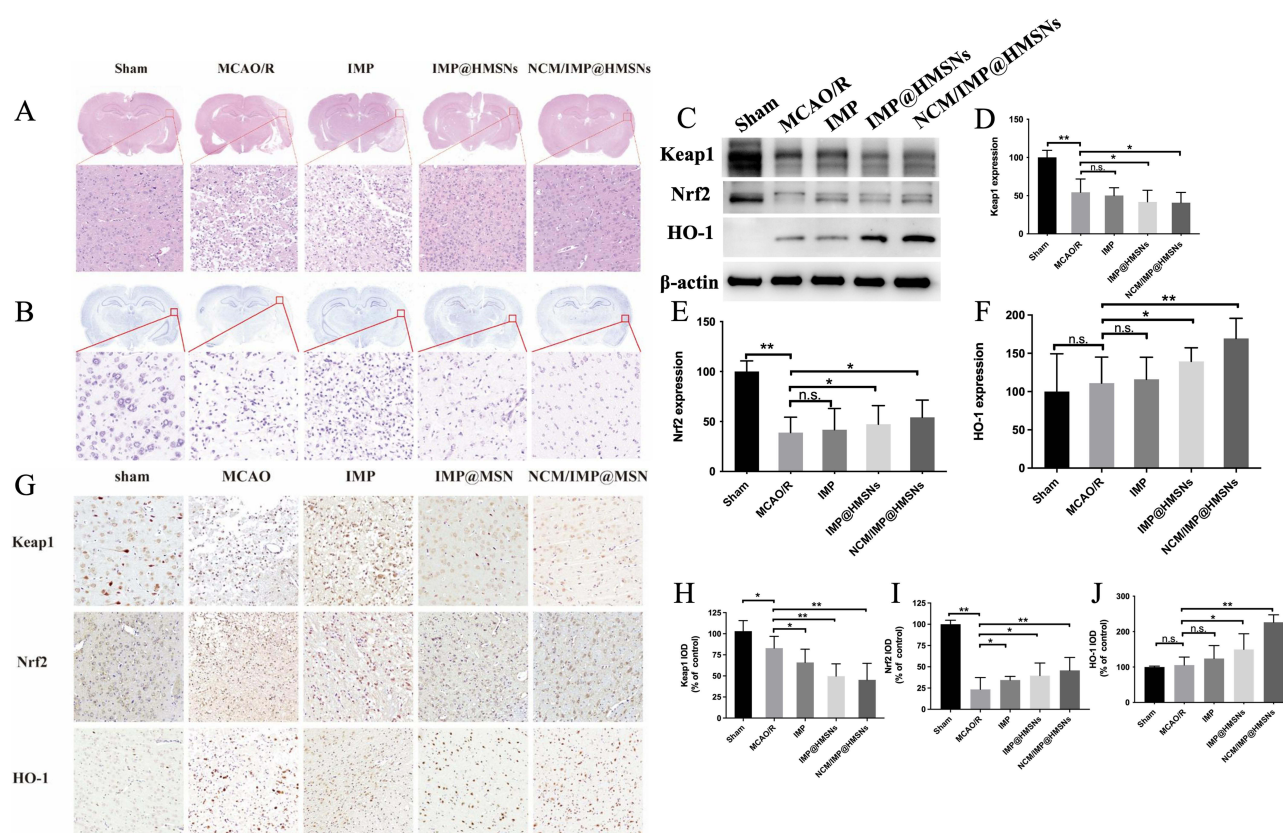 Sham MCAO/R IMP IMP@HMSNs NCM/IMP@HMSNs
A
B
C
Sham MCAO/R IMP IMP@HMSNs NCM/IMP@HMSNs
Keap1
Nrf2
HO-1
β-actin
D
Keap1 expression
150
100
50
0
**
*
*
n.s.
Sham MCAO/R IMP IMP@HMSNs NCM/IMP@HMSNs
E
Nrf2 expression
150
100
50
0
**
*
*
n.s.
Sham MCAO/R IMP IMP@HMSNs NCM/IMP@HMSNs
F
HO-1 expression
200
150
100
50
0
**
*
n.s. n.s.
Sham MCAO/R IMP IMP@HMSNs NCM/IMP@HMSNs
G
sham MCAO IMP IMP@MSN NCM/IMP@MSN
Keap1
Nrf2
HO-1
H
Keap1 IOD
(% of control)
125
100
75
50
25
0
*
**
**
*
Sham MCAO/R IMP IMP@HMSNs NCM/IMP@HMSNs
I
Nrf2 IOD
(% of control)
125
100
75
50
25
0
**
**
*
*
Sham MCAO/R IMP IMP@HMSNs NCM/IMP@HMSNs
J
HO-1 IOD
(% of control)
300
200
100
0
**
*
n.s. n.s.
Sham MCAO/R IMP IMP@HMSNs NCM/IMP@HMSNs